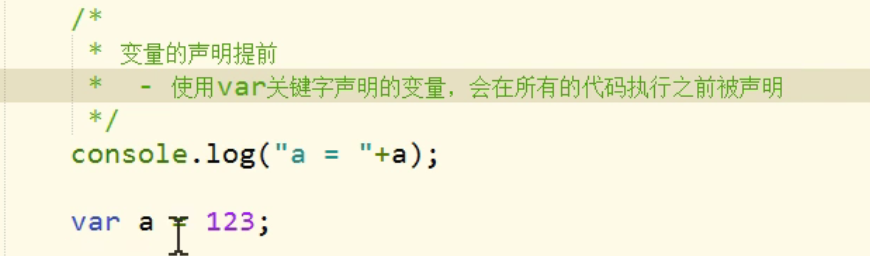 /*
* 变量的声明提前
* - 使用var关键字声明的变量，会在所有的代码执行之前被声明
*/
console.log("a = "+a);
var a = 123;